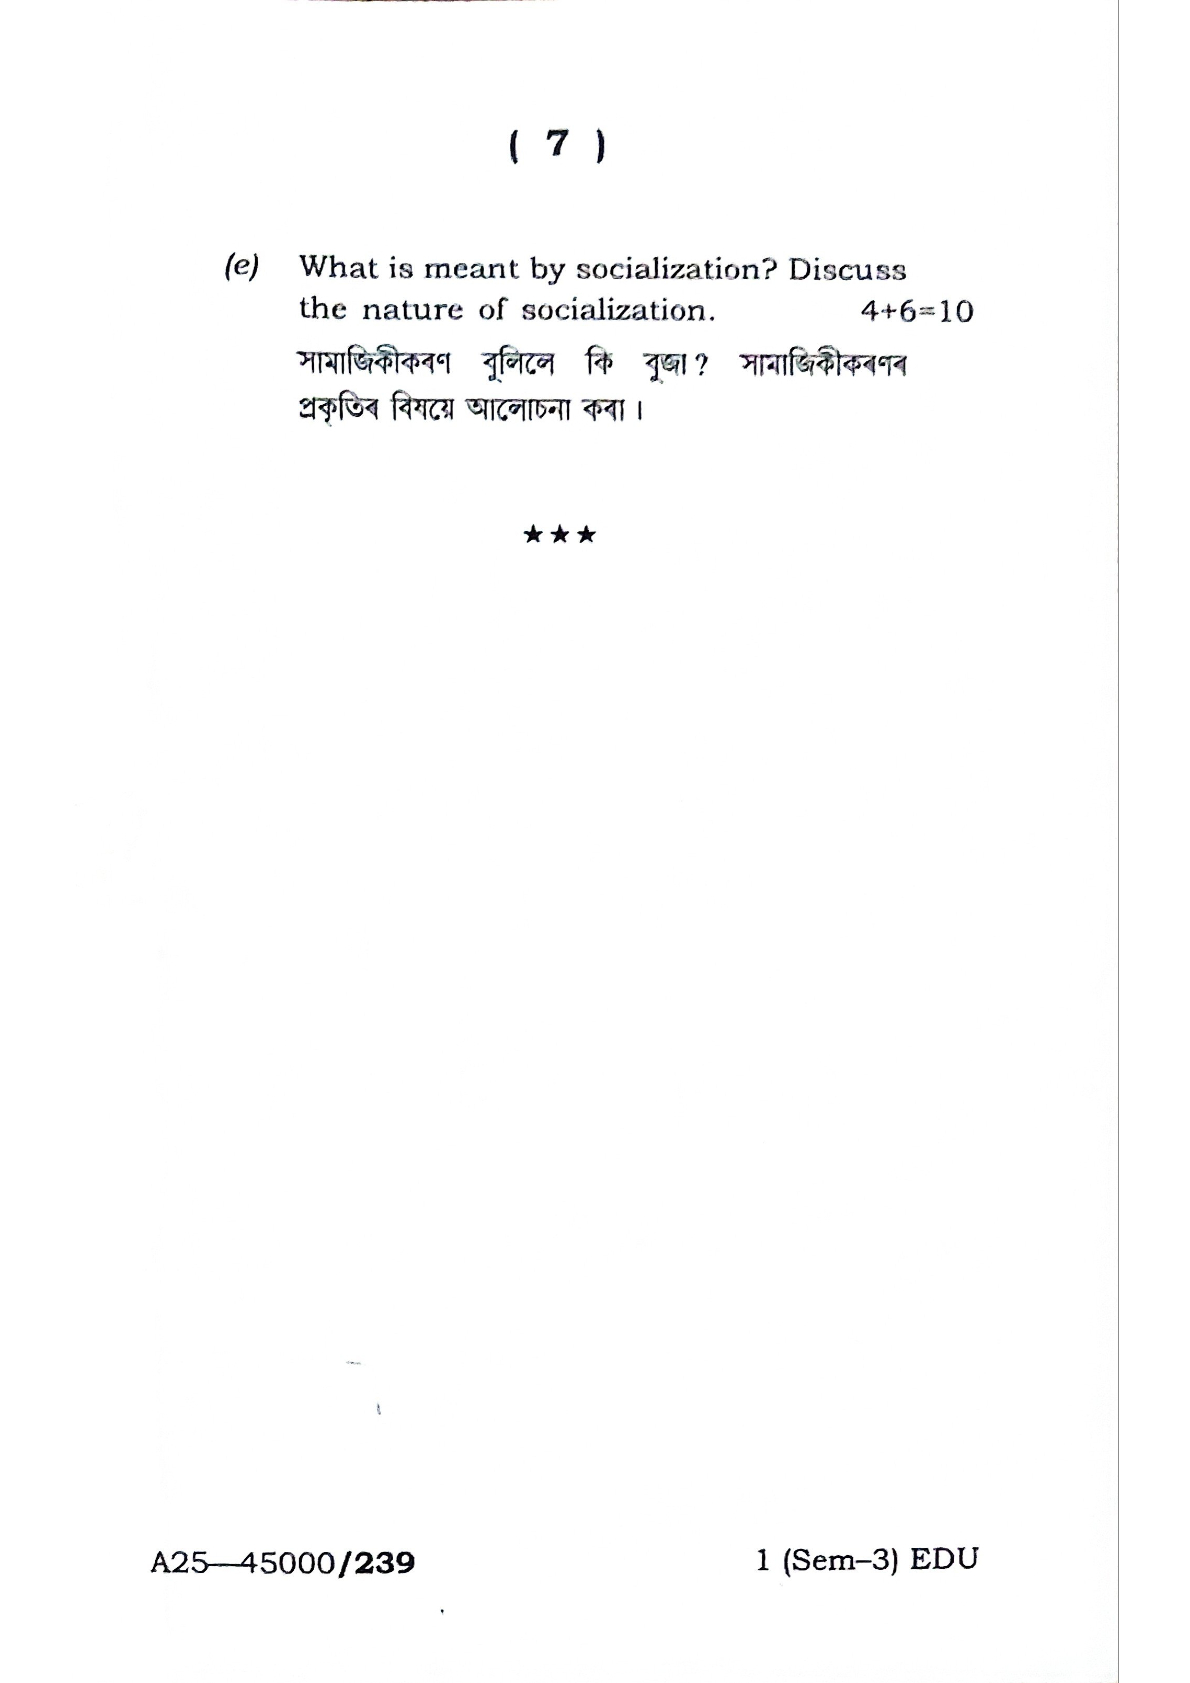 ( 7 )
(e) What is meant by socialization? Discuss
the nature of socialization. 4+6=10
সামাজিকীকৰণ বুলিলে কি বুজা? সামাজিকীকৰণৰ
প্ৰকৃতিৰ বিষয়ে আলোচনা কৰা।
★★★
A25—45000/239 1 (Sem–3) EDU